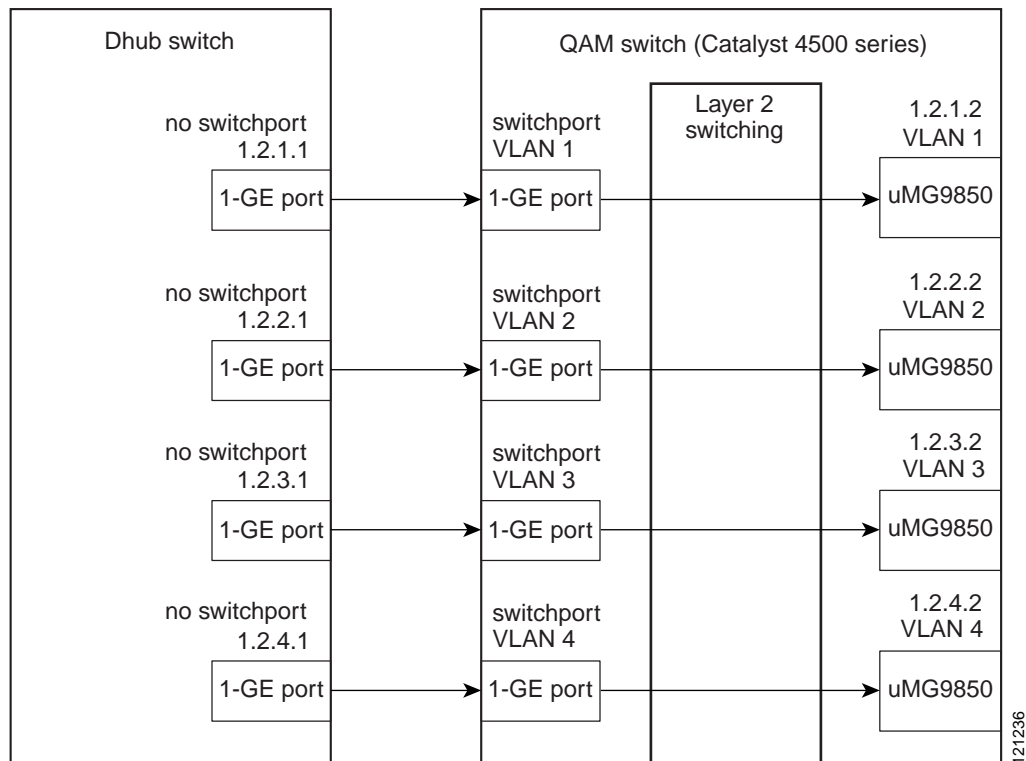 Dhub switch
QAM switch (Catalyst 4500 series)
Layer 2
switching
no switchport
1.2.1.1
1-GE port
switchport
VLAN 1
1-GE port
1.2.1.2
VLAN 1
uMG9850
no switchport
1.2.2.1
1-GE port
switchport
VLAN 2
1-GE port
1.2.2.2
VLAN 2
uMG9850
no switchport
1.2.3.1
1-GE port
switchport
VLAN 3
1-GE port
1.2.3.2
VLAN 3
uMG9850
no switchport
1.2.4.1
1-GE port
switchport
VLAN 4
1-GE port
1.2.4.2
VLAN 4
uMG9850
121236